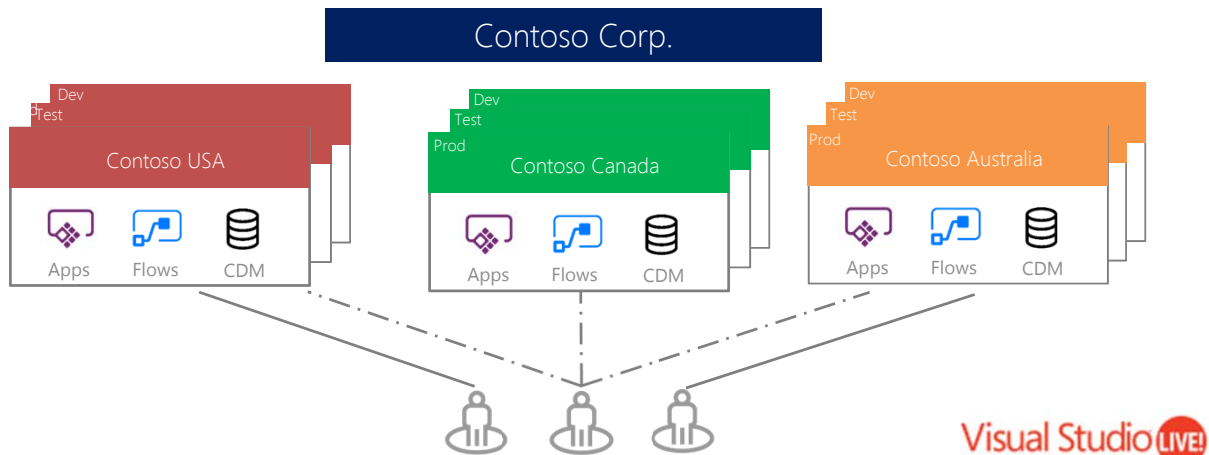 Contoso Corp.
Dev
Test
Contoso USA
Apps Flows CDM
Dev
Test
Prod
Contoso Canada
Apps Flows CDM
Dev
Test
Prod
Contoso Australia
Apps Flows CDM
Visual Studio LIVE!